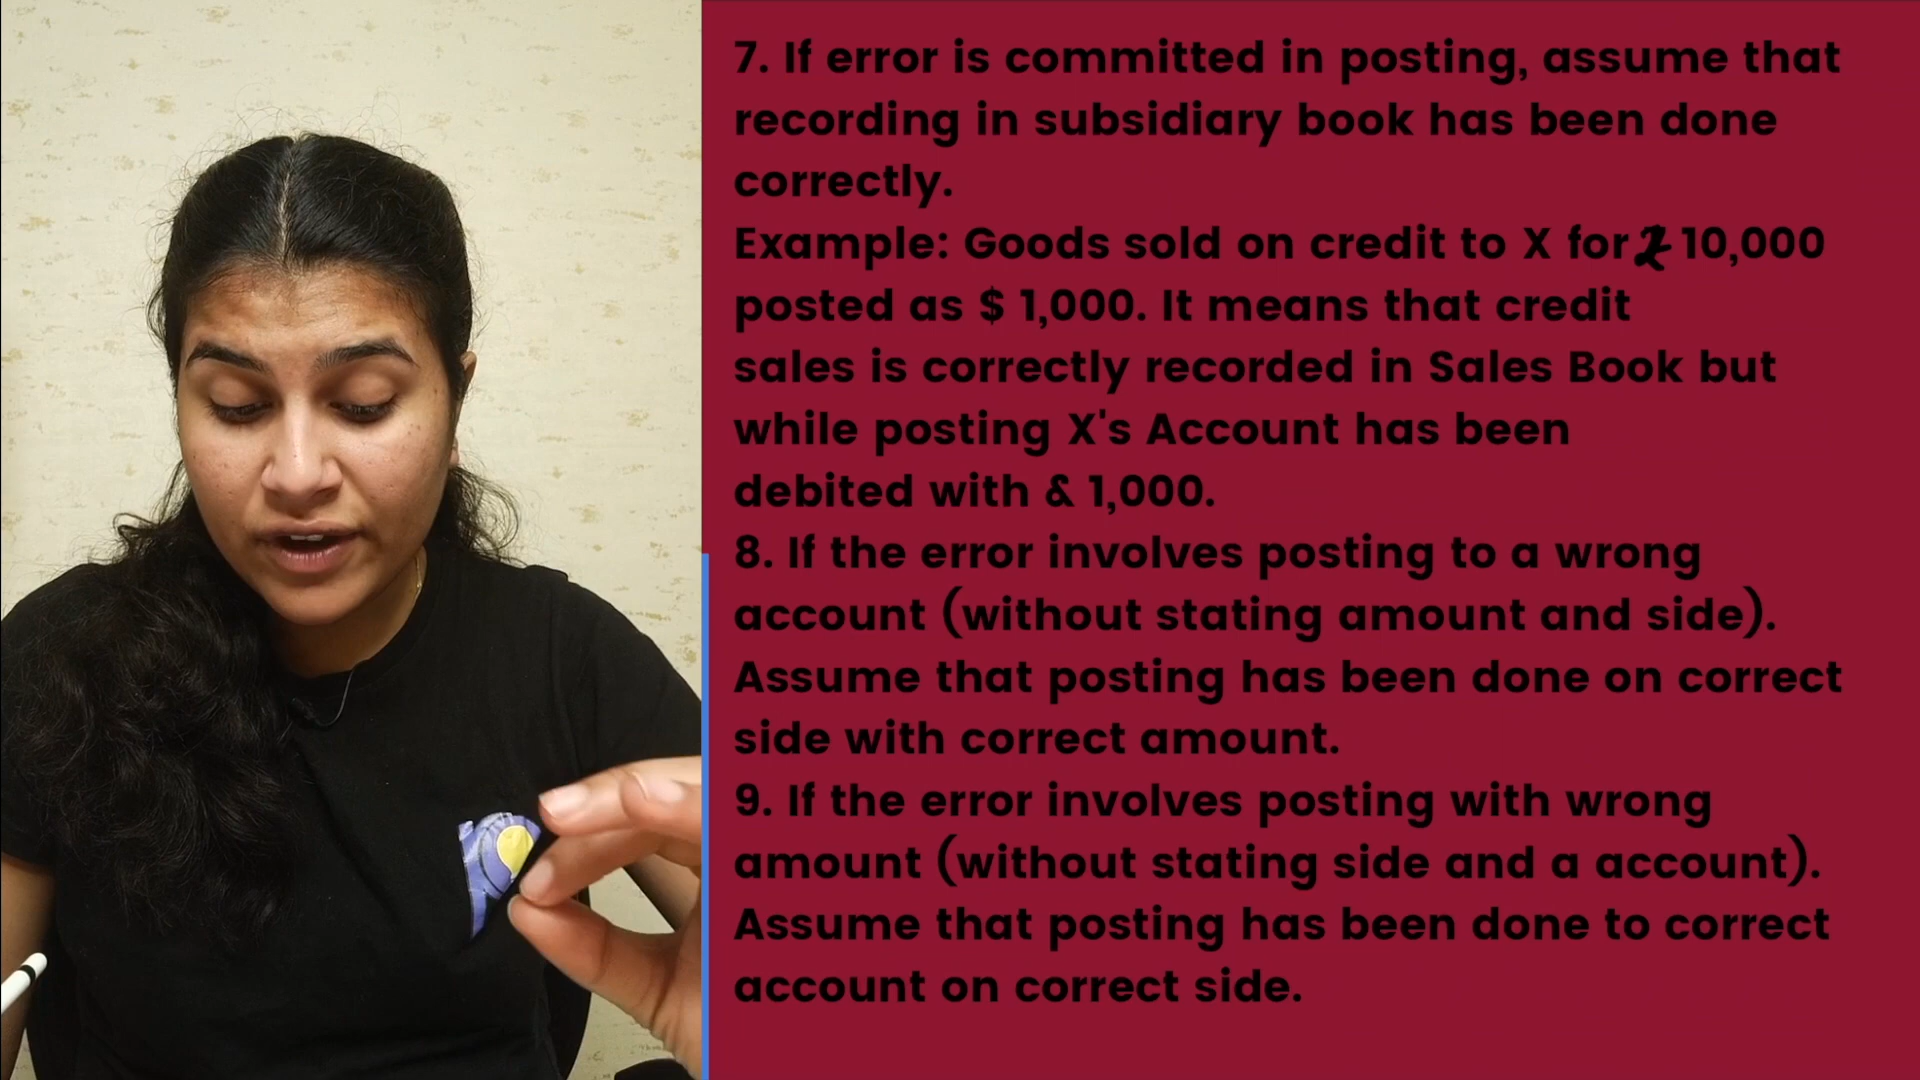 7. If error is committed in posting, assume that
recording in subsidiary book has been done
correctly.
Example: Goods sold on credit to X for 10,000
posted as $ 1,000. It means that credit
sales is correctly recorded in Sales Book but
while posting X's Account has been
debited with & 1,000.
8. If the error involves posting to a wrong
account (without stating amount and side).
Assume that posting has been done on correct
side with correct amount.
9. If the error involves posting with wrong
amount (without stating side and a account).
Assume that posting has been done to correct
account on correct side.